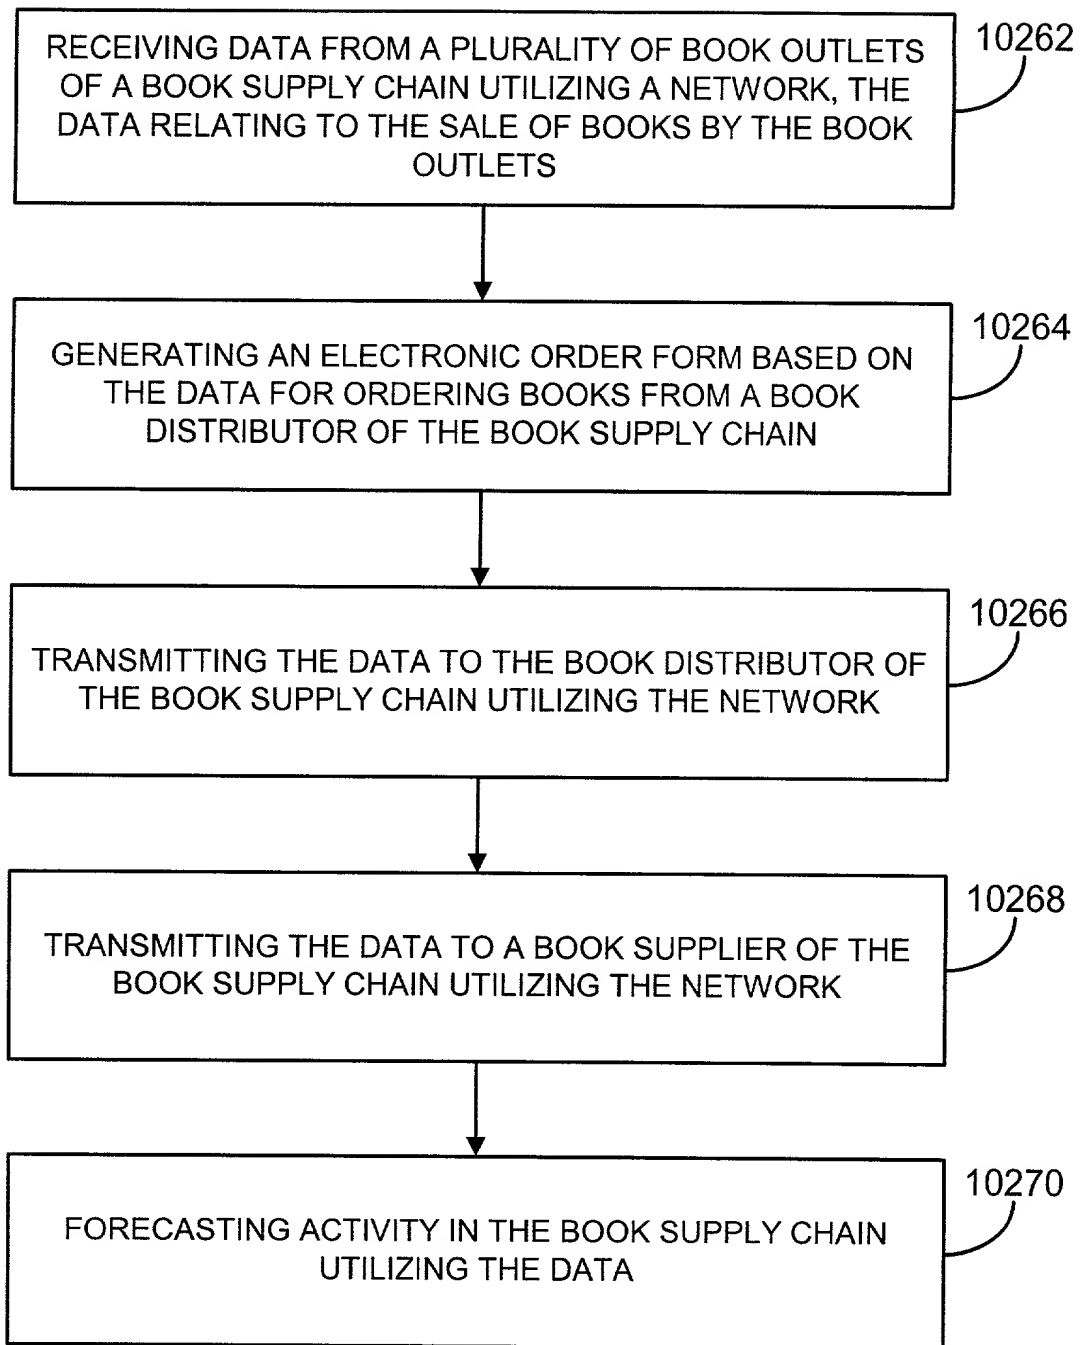 RECEIVING DATA FROM A PLURALITY OF BOOK OUTLETS
OF A BOOK SUPPLY CHAIN UTILIZING A NETWORK, THE
DATA RELATING TO THE SALE OF BOOKS BY THE BOOK
OUTLETS
10262
GENERATING AN ELECTRONIC ORDER FORM BASED ON
THE DATA FOR ORDERING BOOKS FROM A BOOK
DISTRIBUTOR OF THE BOOK SUPPLY CHAIN
10264
TRANSMITTING THE DATA TO THE BOOK DISTRIBUTOR OF
THE BOOK SUPPLY CHAIN UTILIZING THE NETWORK
10266
TRANSMITTING THE DATA TO A BOOK SUPPLIER OF THE
BOOK SUPPLY CHAIN UTILIZING THE NETWORK
10268
FORECASTING ACTIVITY IN THE BOOK SUPPLY CHAIN
UTILIZING THE DATA
10270